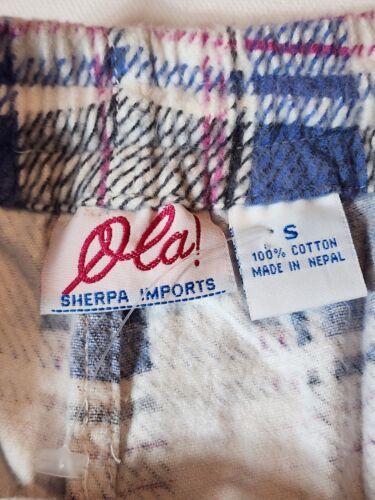 Ola!
SHERPA IMPORTS
S
100% COTTON
MADE IN NEPAL